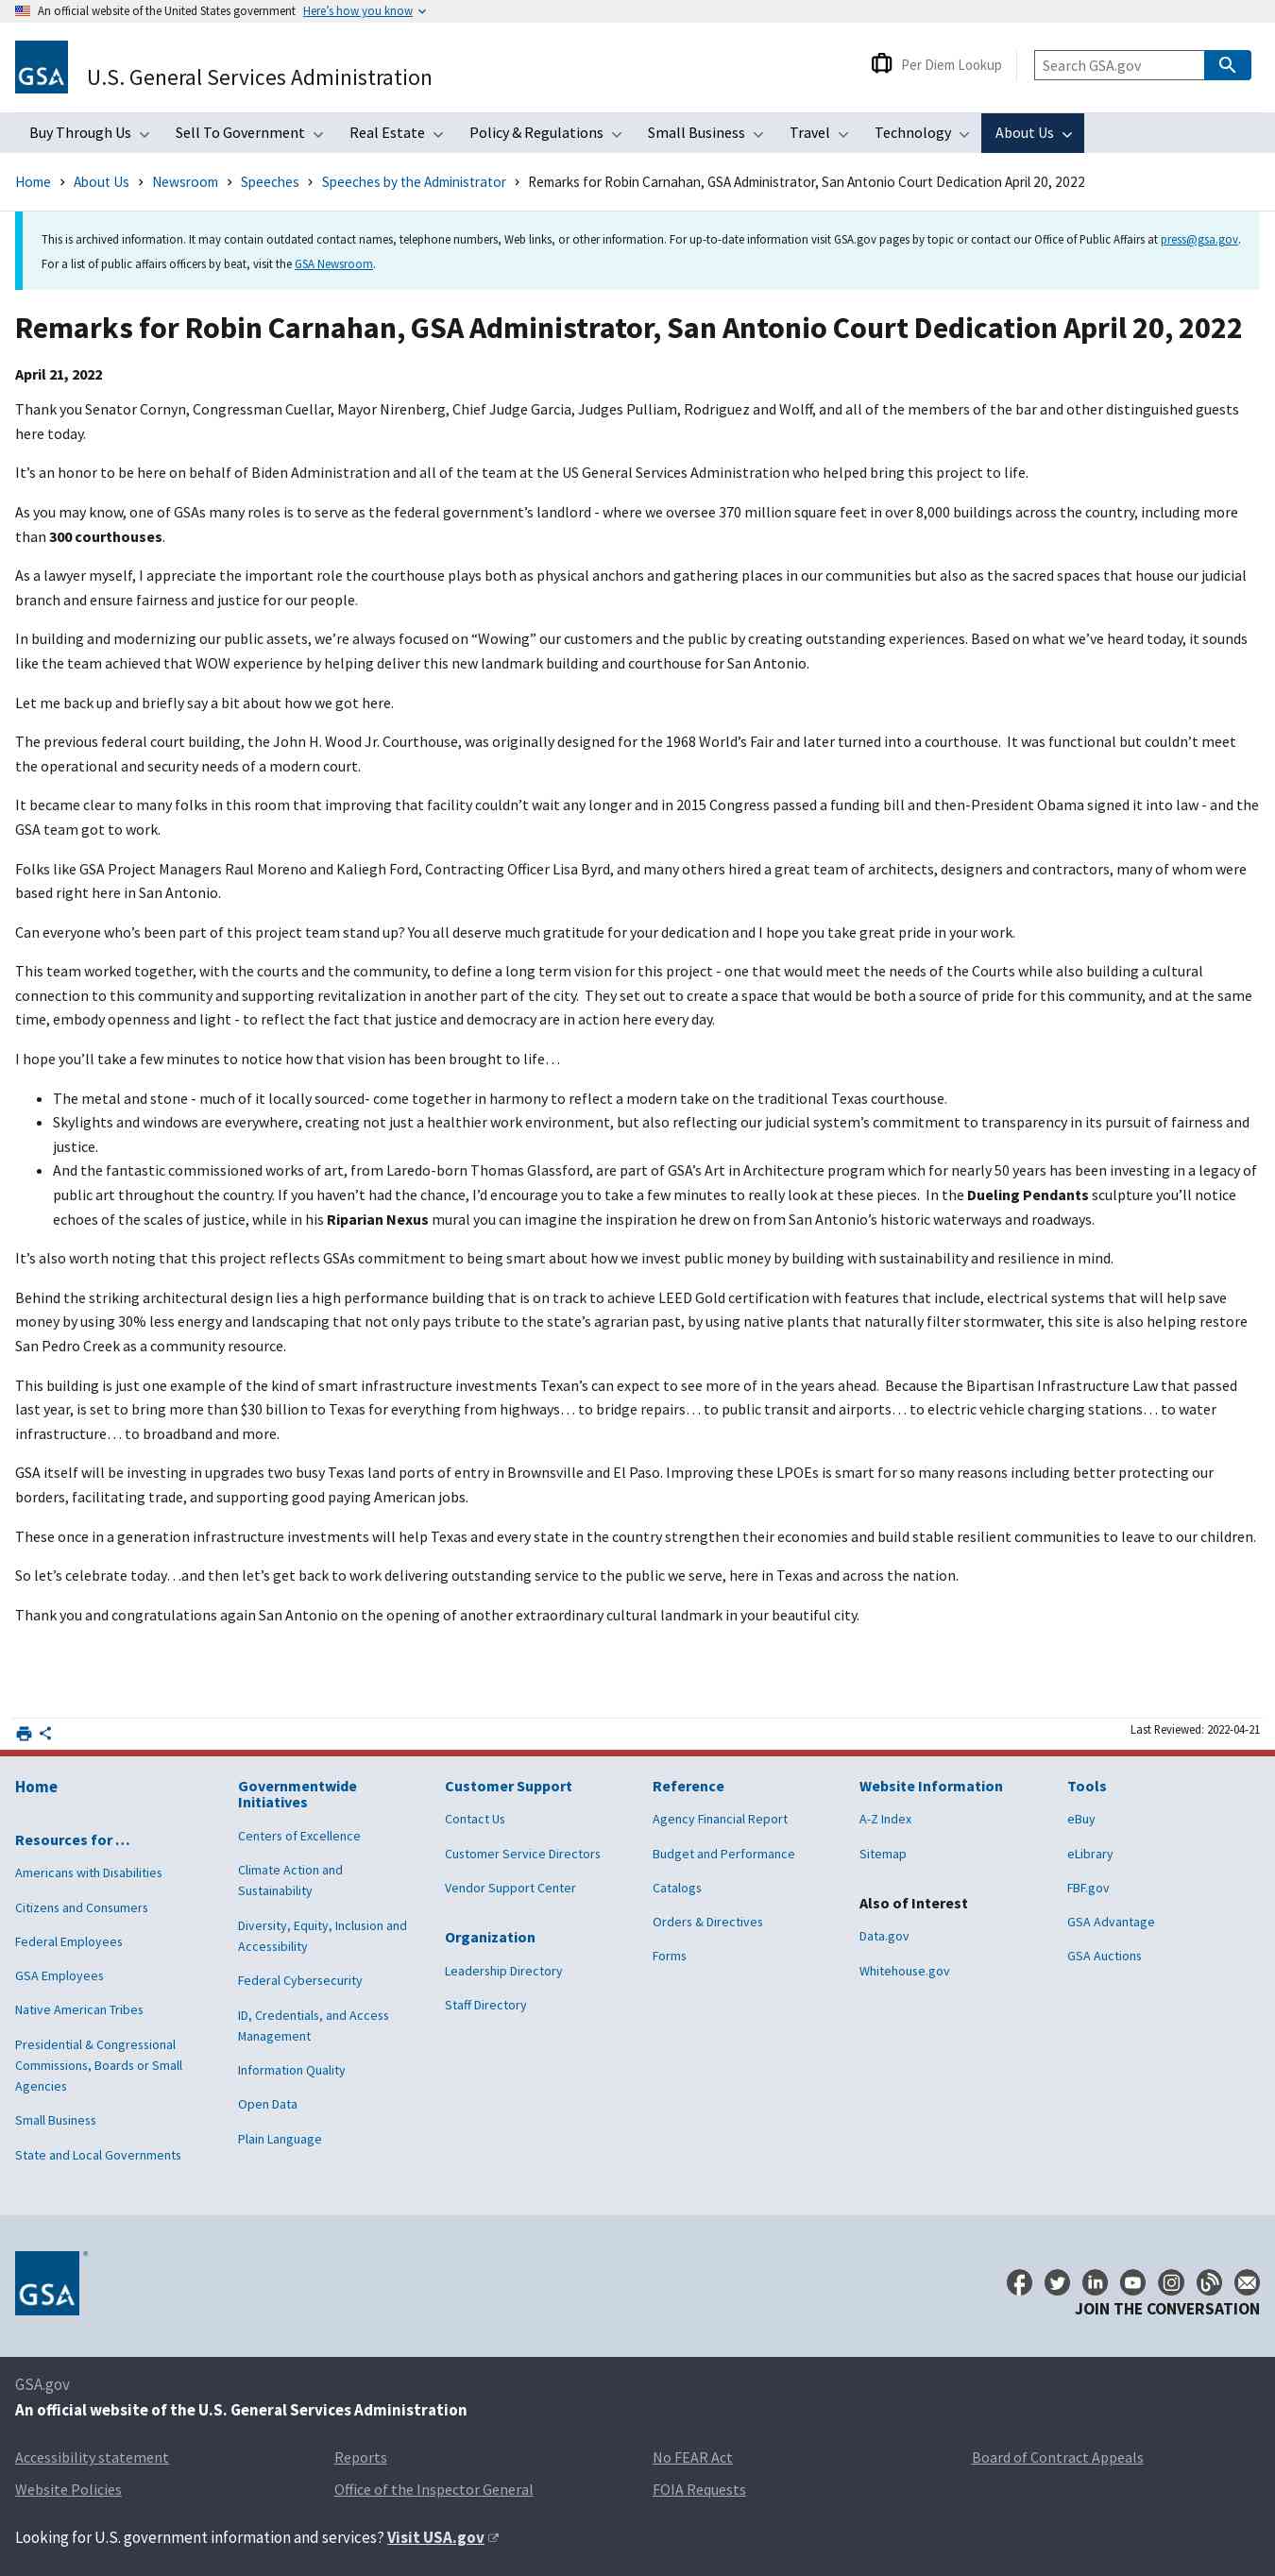 An official website of the United States government Here's how you know
GSA
U.S. General Services Administration
Per Diem Lookup
Search GSA.gov
Buy Through Us Sell To Government Real Estate Policy & Regulations Small Business Travel Technology About Us
Home > About Us > Newsroom > Speeches > Speeches by the Administrator > Remarks for Robin Carnahan, GSA Administrator, San Antonio Court Dedication April 20, 2022
This is archived information. It may contain outdated contact names, telephone numbers, Web links, or other information. For up-to-date information visit GSA.gov pages by topic or contact our Office of Public Affairs at press@gsa.gov.
For a list of public affairs officers by beat, visit the GSA Newsroom.
Remarks for Robin Carnahan, GSA Administrator, San Antonio Court Dedication April 20, 2022
April 21, 2022
Thank you Senator Cornyn, Congressman Cuellar, Mayor Nirenberg, Chief Judge Garcia, Judges Pulliam, Rodriguez and Wolff, and all of the members of the bar and other distinguished guests
here today.
It’s an honor to be here on behalf of Biden Administration and all of the team at the US General Services Administration who helped bring this project to life.
As you may know, one of GSAs many roles is to serve as the federal government’s landlord - where we oversee 370 million square feet in over 8,000 buildings across the country, including more
than 300 courthouses.
As a lawyer myself, I appreciate the important role the courthouse plays both as physical anchors and gathering places in our communities but also as the sacred spaces that house our judicial
branch and ensure fairness and justice for our people.
In building and modernizing our public assets, we’re always focused on “Wowing” our customers and the public by creating outstanding experiences. Based on what we’ve heard today, it sounds
like the team achieved that WOW experience by helping deliver this new landmark building and courthouse for San Antonio.
Let me back up and briefly say a bit about how we got here.
The previous federal court building, the John H. Wood Jr. Courthouse, was originally designed for the 1968 World’s Fair and later turned into a courthouse. It was functional but couldn’t meet
the operational and security needs of a modern court.
It became clear to many folks in this room that improving that facility couldn’t wait any longer and in 2015 Congress passed a funding bill and then-President Obama signed it into law - and the
GSA team got to work.
Folks like GSA Project Managers Raul Moreno and Kaliegh Ford, Contracting Officer Lisa Byrd, and many others hired a great team of architects, designers and contractors, many of whom were
based right here in San Antonio.
Can everyone who’s been part of this project team stand up? You all deserve much gratitude for your dedication and I hope you take great pride in your work.
This team worked together, with the courts and the community, to define a long term vision for this project - one that would meet the needs of the Courts while also building a cultural
connection to this community and supporting revitalization in another part of the city. They set out to create a space that would be both a source of pride for this community, and at the same
time, embody openness and light - to reflect the fact that justice and democracy are in action here every day.
I hope you’ll take a few minutes to notice how that vision has been brought to life…
• The metal and stone - much of it locally sourced- come together in harmony to reflect a modern take on the traditional Texas courthouse.
• Skylights and windows are everywhere, creating not just a healthier work environment, but also reflecting our judicial system’s commitment to transparency in its pursuit of fairness and
justice.
• And the fantastic commissioned works of art, from Laredo-born Thomas Glassford, are part of GSA’s Art in Architecture program which for nearly 50 years has been investing in a legacy of
public art throughout the country. If you haven’t had the chance, I’d encourage you to take a few minutes to really look at these pieces. In the Dueling Pendants sculpture you’ll notice
echoes of the scales of justice, while in his Riparian Nexus mural you can imagine the inspiration he drew on from San Antonio’s historic waterways and roadways.
It’s also worth noting that this project reflects GSAs commitment to being smart about how we invest public money by building with sustainability and resilience in mind.
Behind the striking architectural design lies a high performance building that is on track to achieve LEED Gold certification with features that include, electrical systems that will help save
money by using 30% less energy and landscaping that not only pays tribute to the state’s agrarian past, by using native plants that naturally filter stormwater, this site is also helping restore
San Pedro Creek as a community resource.
This building is just one example of the kind of smart infrastructure investments Texan’s can expect to see more of in the years ahead. Because the Bipartisan Infrastructure Law that passed
last year, is set to bring more than $30 billion to Texas for everything from highways… to bridge repairs… to public transit and airports… to electric vehicle charging stations… to water
infrastructure… to broadband and more.
GSA itself will be investing in upgrades two busy Texas land ports of entry in Brownsville and El Paso. Improving these LPOEs is smart for so many reasons including better protecting our
borders, facilitating trade, and supporting good paying American jobs.
These once in a generation infrastructure investments will help Texas and every state in the country strengthen their economies and build stable resilient communities to leave to our children.
So let’s celebrate today…and then let’s get back to work delivering outstanding service to the public we serve, here in Texas and across the nation.
Thank you and congratulations again San Antonio on the opening of another extraordinary cultural landmark in your beautiful city.
Last Reviewed: 2022-04-21
Home
Resources for …
Americans with Disabilities
Citizens and Consumers
Federal Employees
GSA Employees
Native American Tribes
Presidential & Congressional
Commissions, Boards or Small
Agencies
Small Business
State and Local Governments
Governmentwide
Initiatives
Centers of Excellence
Climate Action and
Sustainability
Diversity, Equity, Inclusion and
Accessibility
Federal Cybersecurity
ID, Credentials, and Access
Management
Information Quality
Open Data
Plain Language
Customer Support
Contact Us
Customer Service Directors
Vendor Support Center
Organization
Leadership Directory
Staff Directory
Reference
Agency Financial Report
Budget and Performance
Catalogs
Orders & Directives
Forms
Website Information
A-Z Index
Sitemap
Also of Interest
Data.gov
Whitehouse.gov
Tools
eBuy
eLibrary
FBF.gov
GSA Advantage
GSA Auctions
GSA ®
JOIN THE CONVERSATION
GSA.gov
An official website of the U.S. General Services Administration
Accessibility statement Reports No FEAR Act Board of Contract Appeals
Website Policies Office of the Inspector General FOIA Requests
Looking for U.S. government information and services? Visit USA.gov